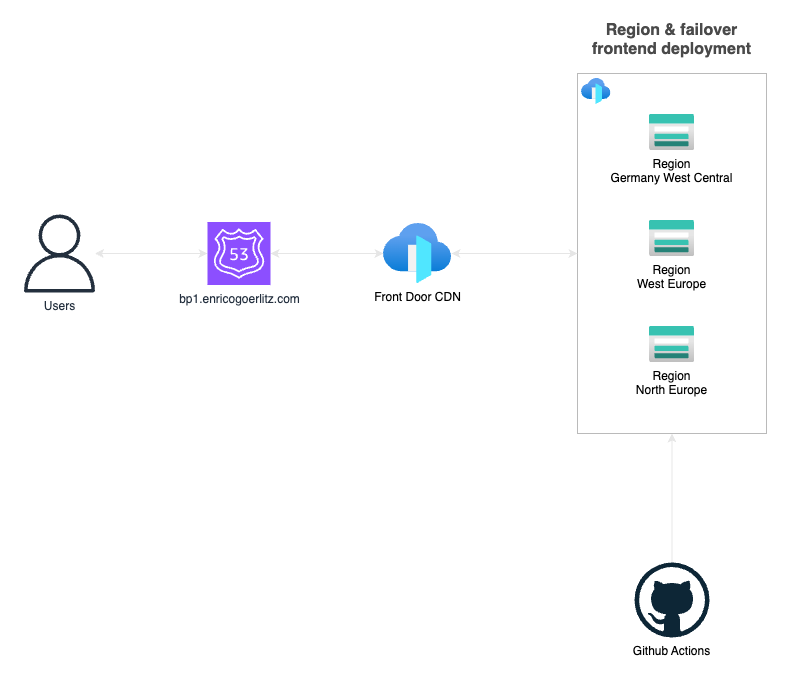 Region & failover
frontend deployment
Region
Germany West Central
Region
West Europe
Region
North Europe
53
Users
bp1.enricogoerlitz.com
Front Door CDN
Github Actions